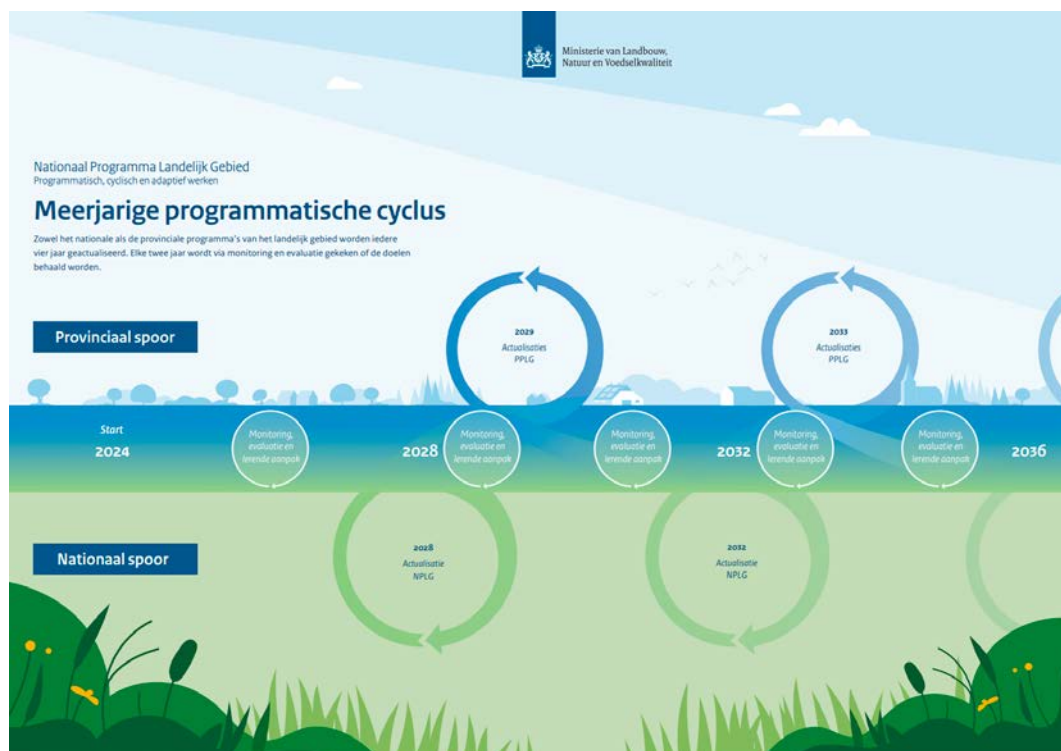 Ministerie van Landbouw,
Natuur en Voedselkwaliteit
Nationaal Programma Landelijk Gebied
Programmatisch, cyclisch en adaptief werken
Meerjarige programmatische cyclus
Zowel het nationale als de provinciale programma's van het landelijk gebied worden iedere
vier jaar geactualiseerd. Elke twee jaar wordt via monitoring en evaluatie gekeken of de doelen
behaald worden.
Provinciaal spoor
2029
Actualisaties
PPLG
2033
Actualisaties
PPLG
Start
2024
Monitoring,
evaluatie en
lerende aanpak
2028
Monitoring,
evaluatie en
lerende aanpak
Monitoring,
evaluatie en
lerende aanpak
2032
Monitoring,
evaluatie en
lerende aanpak
Monitoring,
evaluatie en
lerende aanpak
2036
Nationaal spoor
2028
Actualisatie
NPLG
2032
Actualisatie
NPLG